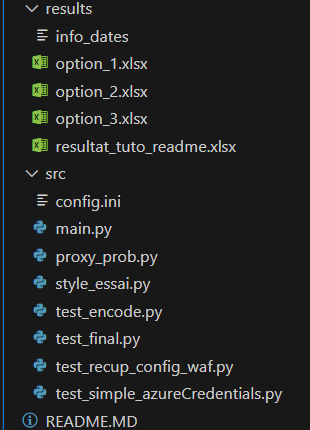 results
info_dates
option_1.xlsx
option_2.xlsx
option_3.xlsx
resultat_tuto_readme.xlsx
src
config.ini
main.py
proxy_prob.py
style_essai.py
test_encode.py
test_final.py
test_recup_config_waf.py
test_simple_azureCredentials.py
README.MD